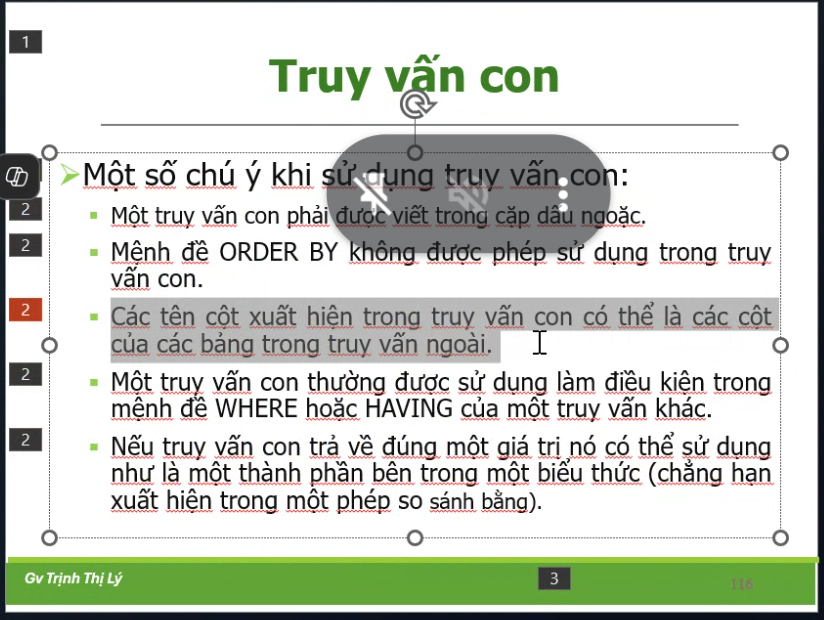 1
Truy vấn con
Một số chú ý khi sử dụng truy vấn con:
2
Một truy vấn con phải được viết trong cặp dấu ngoặc.
2
Mệnh đề ORDER BY không được phép sử dụng trong truy
vấn con.
2
Các tên cột xuất hiện trong truy vấn con có thể là các cột
của các bảng trong truy vấn ngoài.
2
Một truy vấn con thường được sử dụng làm điều kiện trong
mệnh đề WHERE hoặc HAVING của một truy vấn khác.
2
Nếu truy vấn con trả về đúng một giá trị nó có thể sử dụng
như là một thành phần bên trong một biểu thức (chẳng hạn
xuất hiện trong một phép so sánh bằng).
Gv Trịnh Thị Lý
3
116